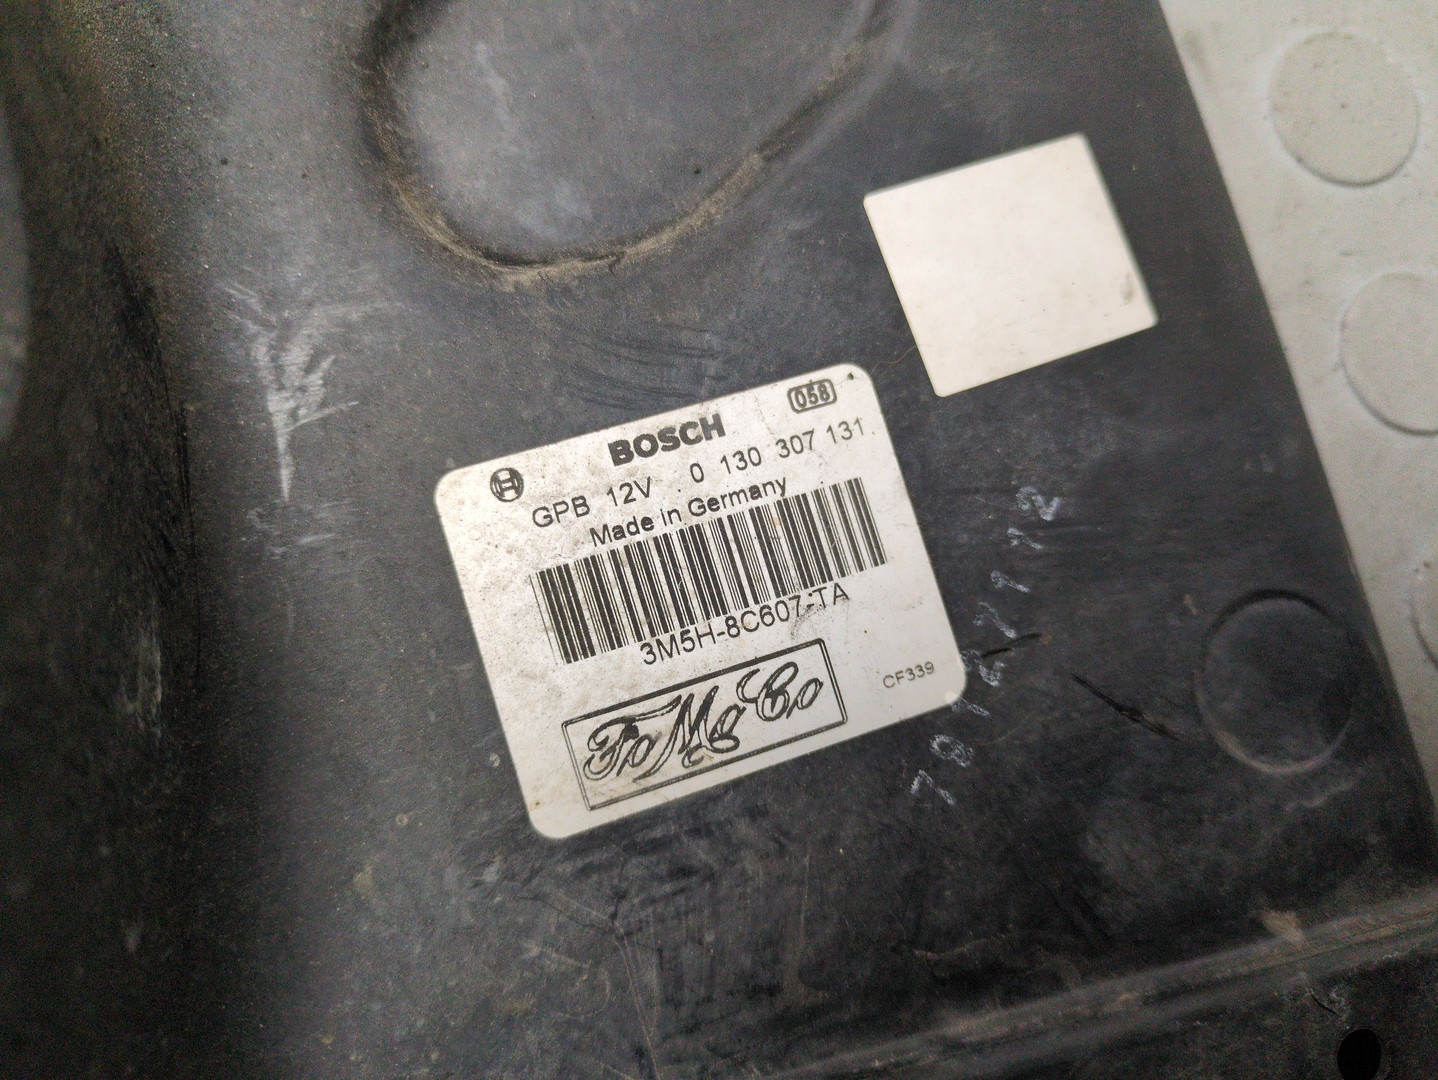 058
BOSCH
GPB 12V 0 130 307 131
Made in Germany
3M5H-8C607-TA
CF339
FoMoCo